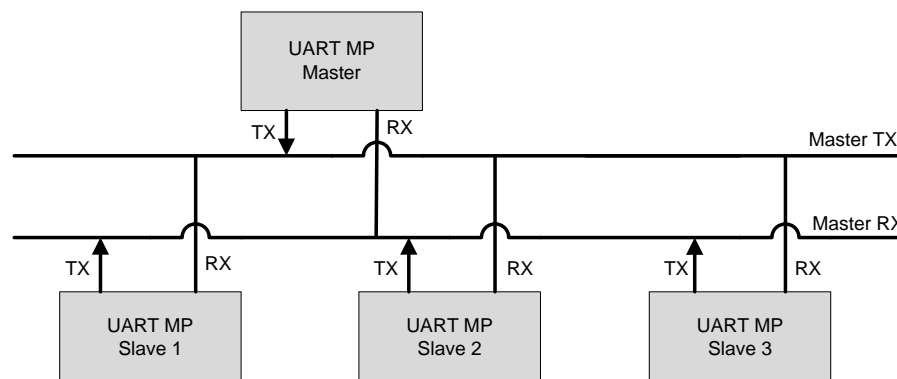 UART MP
Master
TX
RX
Master TX
Master RX
TX
RX
TX
RX
TX
RX
UART MP
Slave 1
UART MP
Slave 2
UART MP
Slave 3